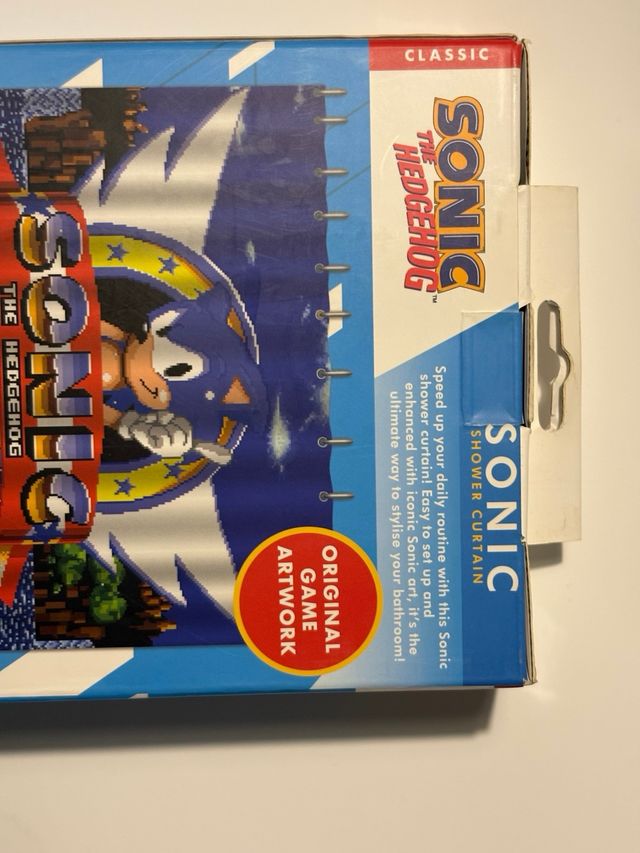 CLASSIC
SONIC
THE
HEDGEHOG™
SONIC
SHOWER CURTAIN
Speed up your daily routine with this Sonic
shower curtain! Easy to set up and
enhanced with iconic Sonic art, it's the
ultimate way to stylise your bathroom!
SONIC
THE HEDGEHOG
ORIGINAL
GAME
ARTWORK